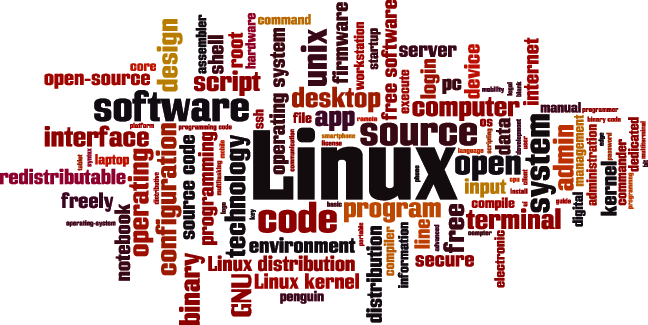 command
design
assembler
shell
root
hardware
operating system
unix
firmware
workstation
startup
free software
server
core
open-source
script
execute
login
pc
device
internet
software
desktop
computer
manual
programmer
binary code
platform
programming code
ssh
file
app
remote
interface
source
data
os
smartphone
license
language
scripting
laptop
operating
configuration
source code
programming
mobile
multitasking
technology
communication
Linux
phone
open
system
admin
management
administration
kernel
commander
dedicated
password
redistributable
distributive
input
cpu
install
user
client
development
freely
code
basic
program
compile
guide
digital
operating-system
notebook
key
environment
portable
compiler
line
free
terminal
advanced
binary
Linux distribution
distribution
information
secure
electronic
GNU
Linux kernel
penguin
mobility
legal